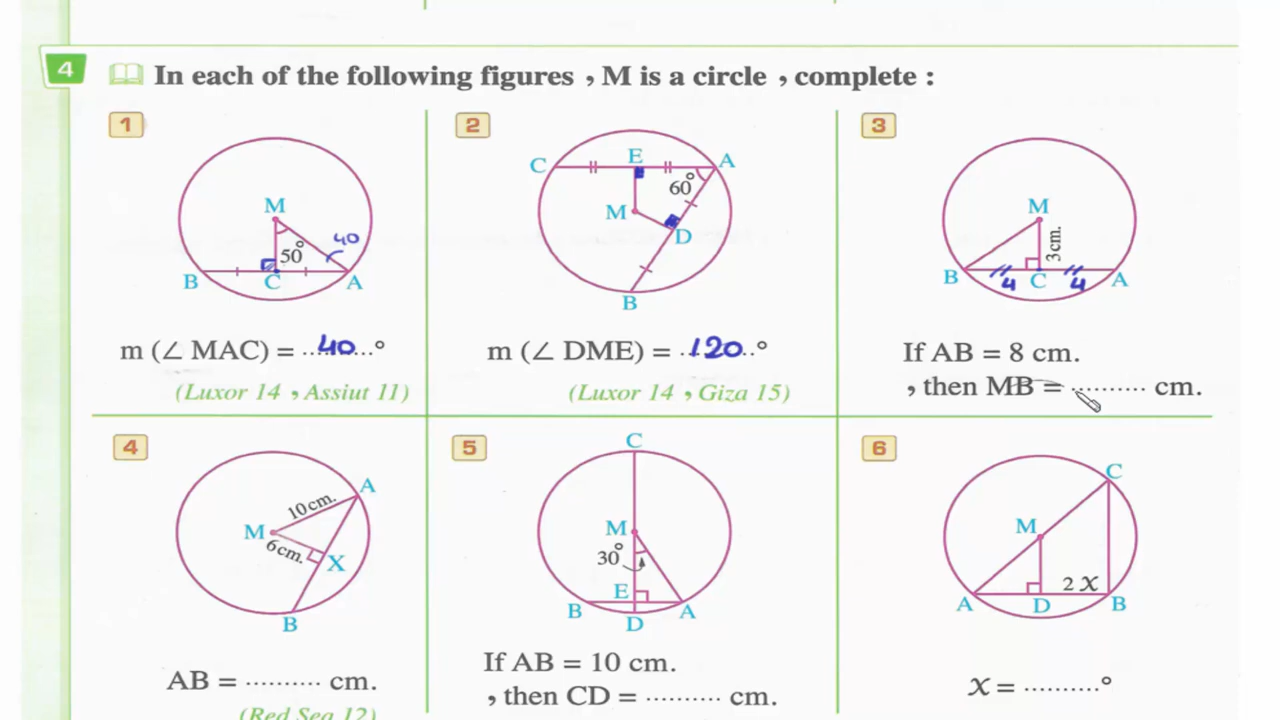 4 In each of the following figures , M is a circle , complete :
1
M
50°
40
B
C
A
m (∠ MAC) = ...40...°
(Luxor 14 , Assiut 11)
2
C
E
A
60°
M
D
B
m (∠ DME) = .120..°
(Luxor 14 , Giza 15)
3
M
3cm.
B
4
C
4
A
If AB = 8 cm.
, then MB = .......... cm.
4
A
10cm.
M
6cm.
X
B
AB = .......... cm.
(Red Sea 12)
5
C
M
30°
E
B
D
A
If AB = 10 cm.
, then CD = .......... cm.
6
C
M
2 x
A
D
B
x = ..........°